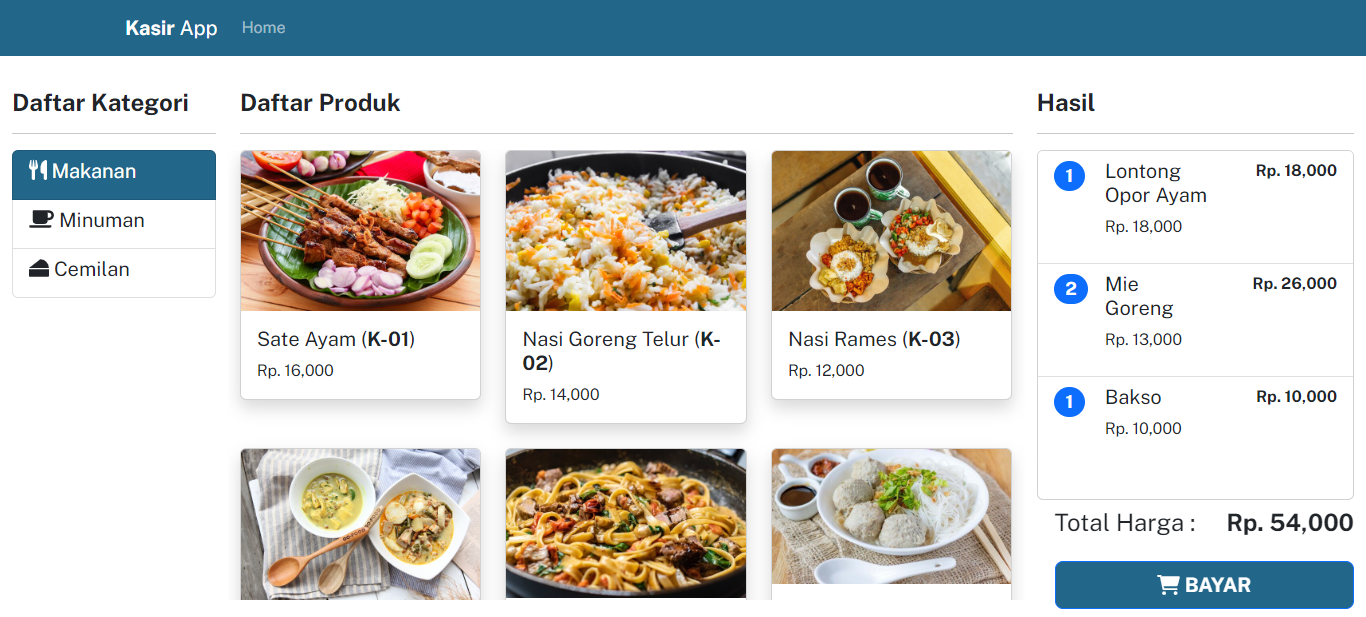 Kasir App Home
Daftar Kategori
Makanan
Minuman
Cemilan
Daftar Produk
Sate Ayam (K-01)
Rp. 16,000
Nasi Goreng Telur (K-
02)
Rp. 14,000
Nasi Rames (K-03)
Rp. 12,000
Hasil
1 Lontong Rp. 18,000
Opor Ayam
Rp. 18,000
2 Mie Rp. 26,000
Goreng
Rp. 13,000
1 Bakso Rp. 10,000
Rp. 10,000
Total Harga : Rp. 54,000
BAYAR